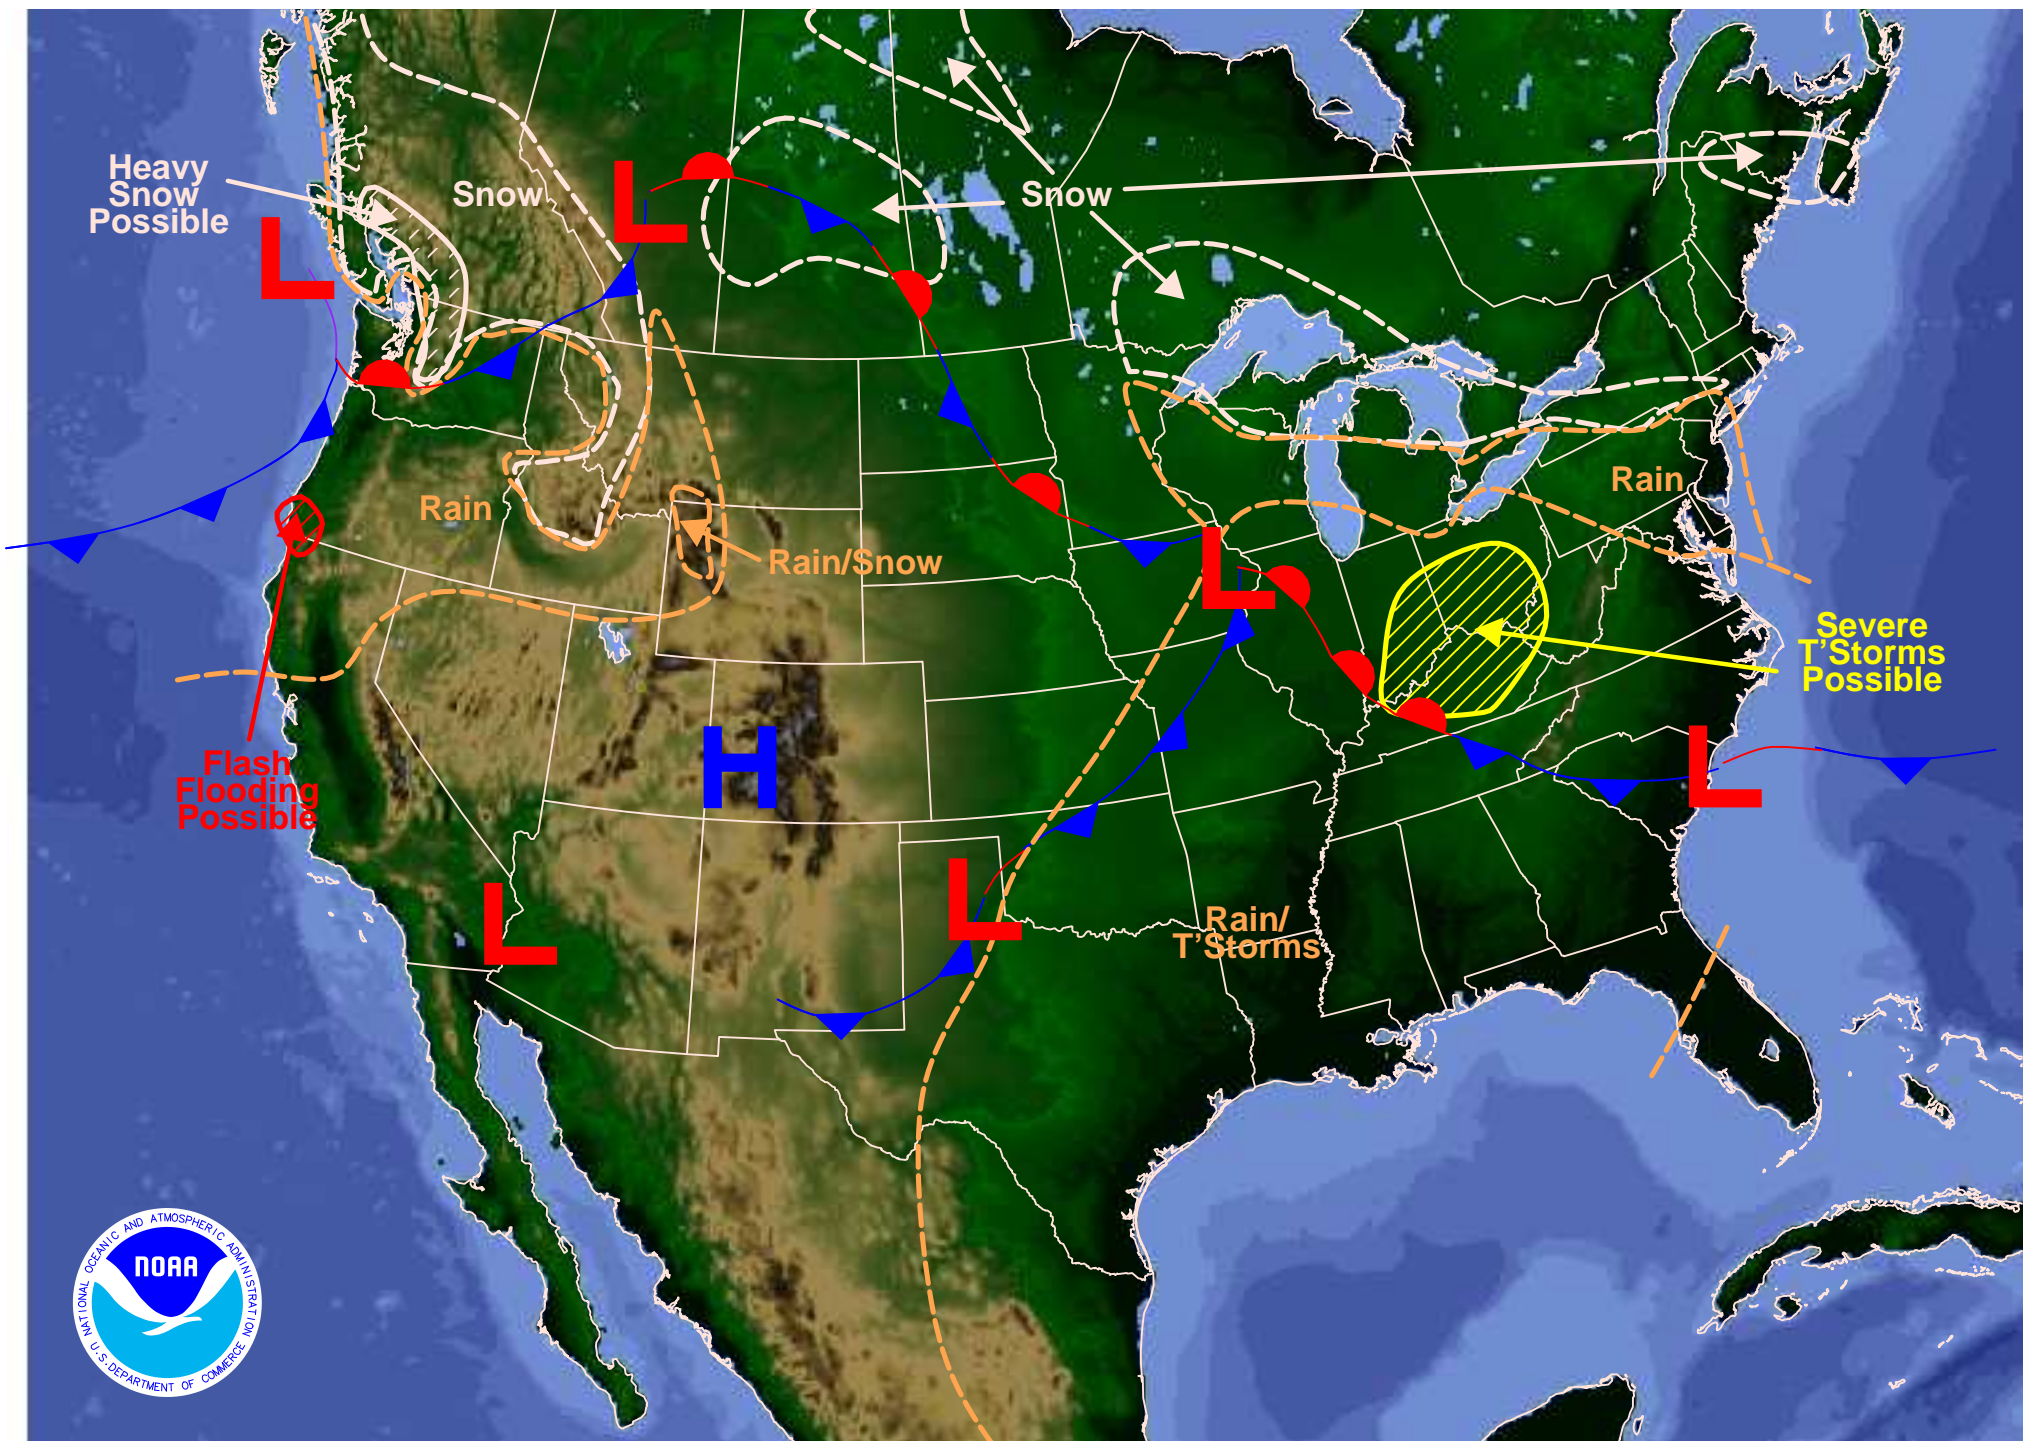 Heavy
Snow
Possible
Snow
Snow
L
L
Rain
Rain
Rain/Snow
L
Severe
T'Storms
Possible
Flash
Flooding
Possible
H
L
L
L
Rain/
T'Storms
NATIONAL OCEANIC AND ATMOSPHERIC ADMINISTRATION
NOAA
U.S. DEPARTMENT OF COMMERCE